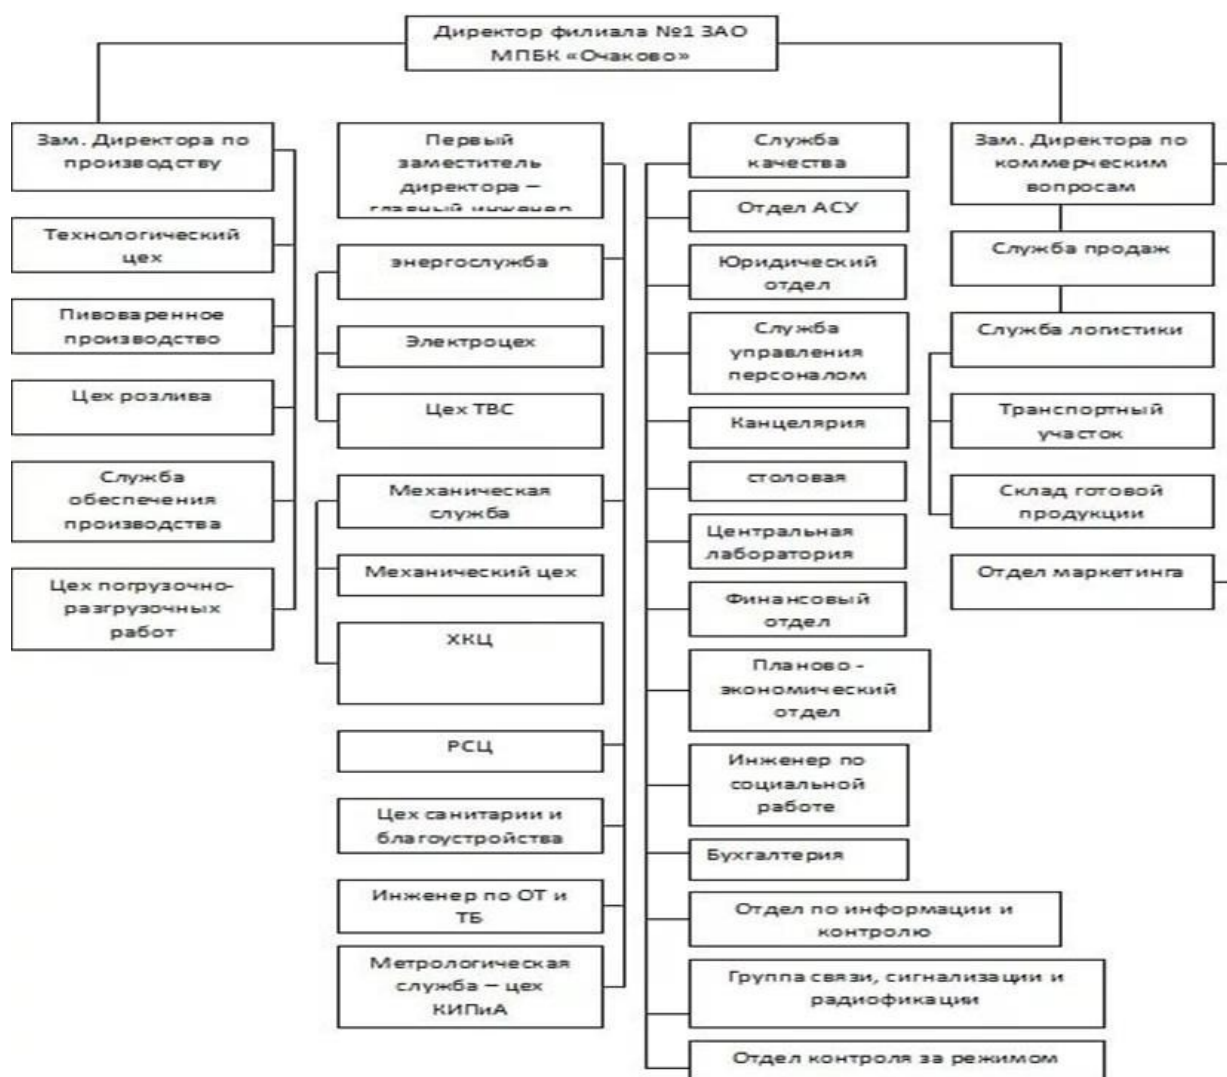 Директор филиала №1 ЗАО
МПБК «Очаково»
Зам. Директора по
производству
Технологический
цех
Пивоваренное
производство
Цех розлива
Служба
обеспечения
производства
Цех погрузочно-
разгрузочных
работ
Первый
заместитель
директора –
главный инженер
энергослужба
Электроцех
Цех ТВС
Механическая
служба
Механический цех
ХКЦ
РСЦ
Цех санитарии и
благоустройства
Инженер по ОТ и
ТБ
Метрологическая
служба – цех
КИПиА
Служба
качества
Отдел АСУ
Юридический
отдел
Служба
управления
персоналом
Канцелярия
столовая
Центральная
лаборатория
Финансовый
отдел
Планово -
экономический
отдел
Инженер по
социальной
работе
Бухгалтерия
Отдел по информации и
контролю
Группа связи, сигнализации и
радиофикации
Отдел контроля за режимом
Зам. Директора по
коммерческим
вопросам
Служба продаж
Служба логистики
Транспортный
участок
Склад готовой
продукции
Отдел маркетинга